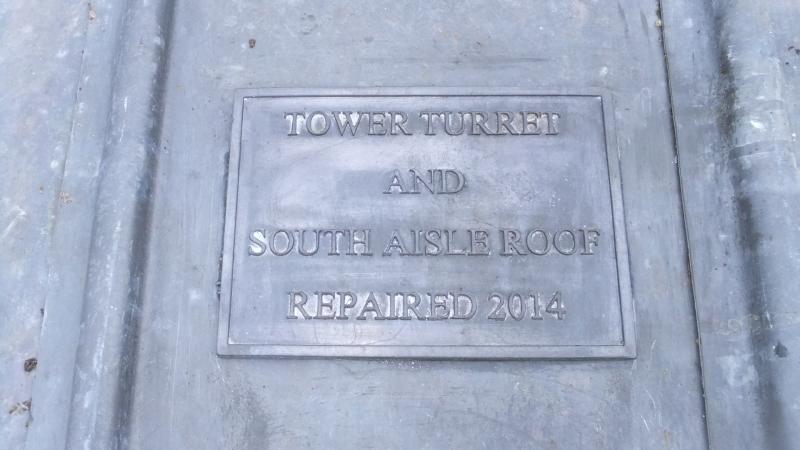 TOWER TURRET
AND
SOUTH AISLE ROOF
REPAIRED 2014